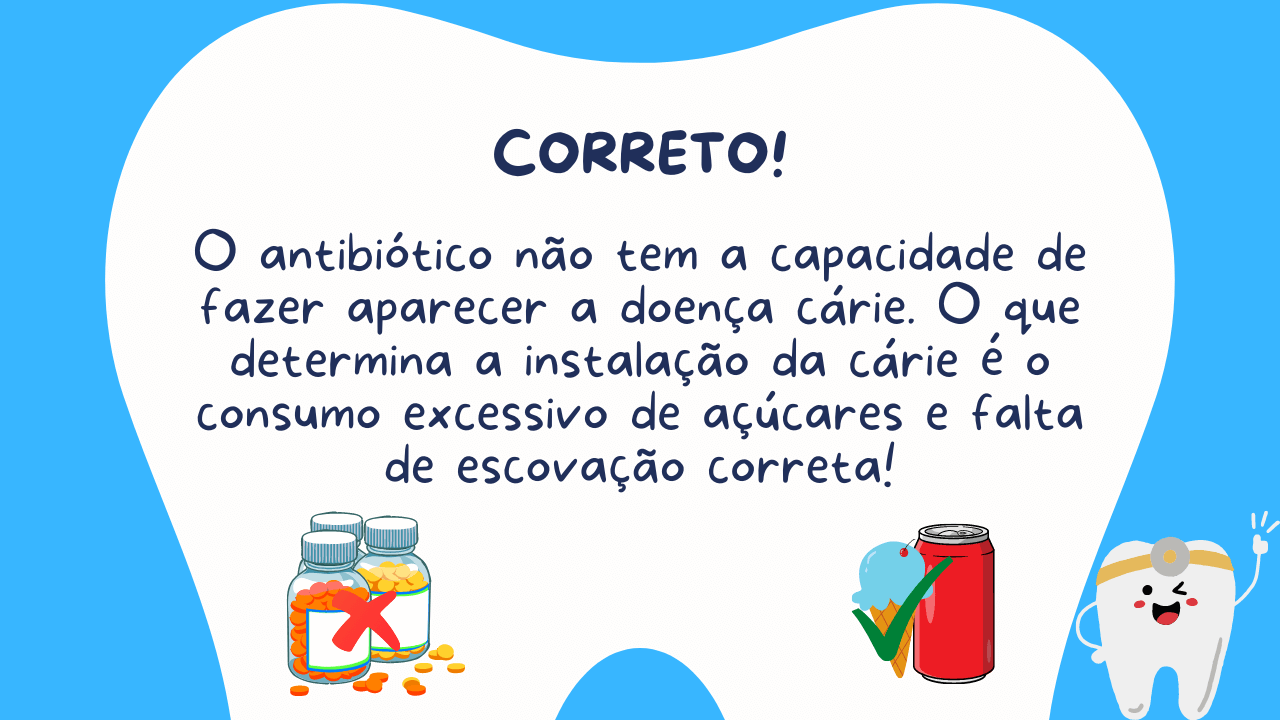 CORRETO!
O antibiótico não tem a capacidade de
fazer aparecer a doença cárie. O que
determina a instalação da cárie é o
consumo excessivo de açúcares e falta
de escovação correta!